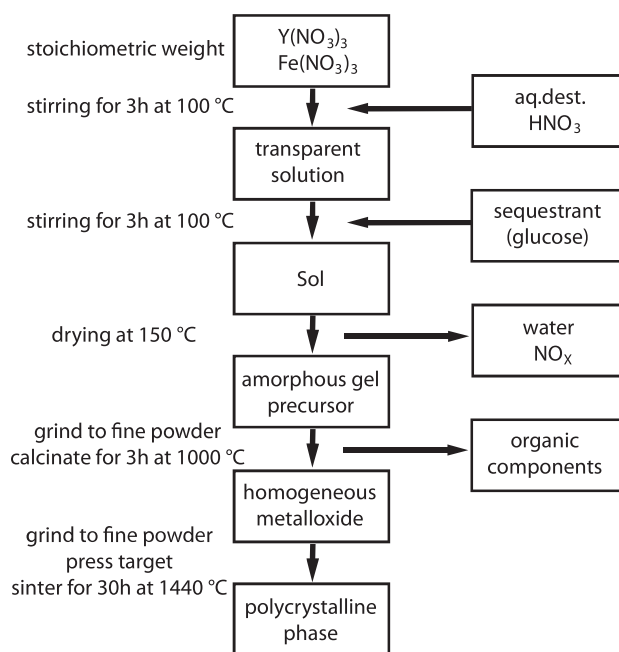 stoichiometric weight
Y(NO₃)₃
Fe(NO₃)₃
stirring for 3h at 100 °C
aq.dest.
HNO₃
transparent
solution
stirring for 3h at 100 °C
sequestrant
(glucose)
Sol
drying at 150 °C
water
NOₓ
amorphous gel
precursor
grind to fine powder
calcinate for 3h at 1000 °C
organic
components
homogeneous
metalloxide
grind to fine powder
press target
sinter for 30h at 1440 °C
polycrystalline
phase